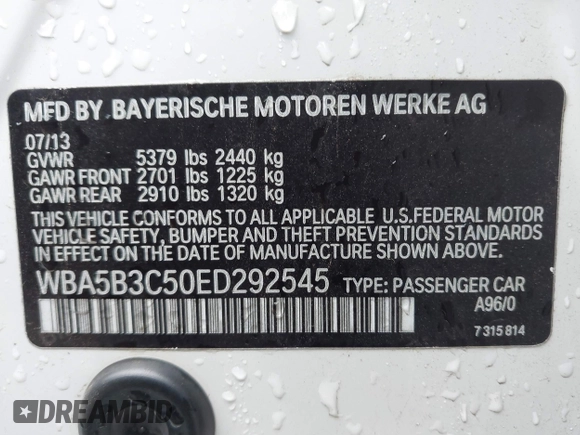 MFD BY BAYERISCHE MOTOREN WERKE AG
07/13
GVWR 5379 lbs 2440 kg
GAWR FRONT 2701 lbs 1225 kg
GAWR REAR 2910 lbs 1320 kg
THIS VEHICLE CONFORMS TO ALL APPLICABLE U.S.FEDERAL MOTOR
VEHICLE SAFETY, BUMPER AND THEFT PREVENTION STANDARDS
IN EFFECT ON THE DATE OF MANUFACTURE SHOWN ABOVE.
WBA5B3C50ED292545 TYPE: PASSENGER CAR
A96/0
7 315 814
DREAMBID